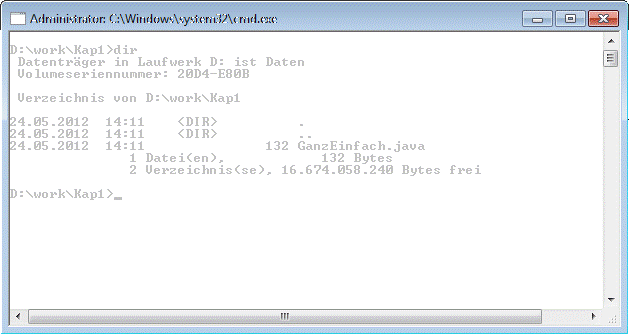 Administrator: C:\Windows\system32\cmd.exe
D:\work\Kap1>dir
Datenträger in Laufwerk D: ist Daten
Volumeseriennummer: 20D4-E80B
Verzeichnis von D:\work\Kap1
24.05.2012  14:11    <DIR>          .
24.05.2012  14:11    <DIR>          ..
24.05.2012  14:11               132 GanzEinfach.java
1 Datei(en),            132 Bytes
2 Verzeichnis(se), 16.674.058.240 Bytes frei
D:\work\Kap1>_